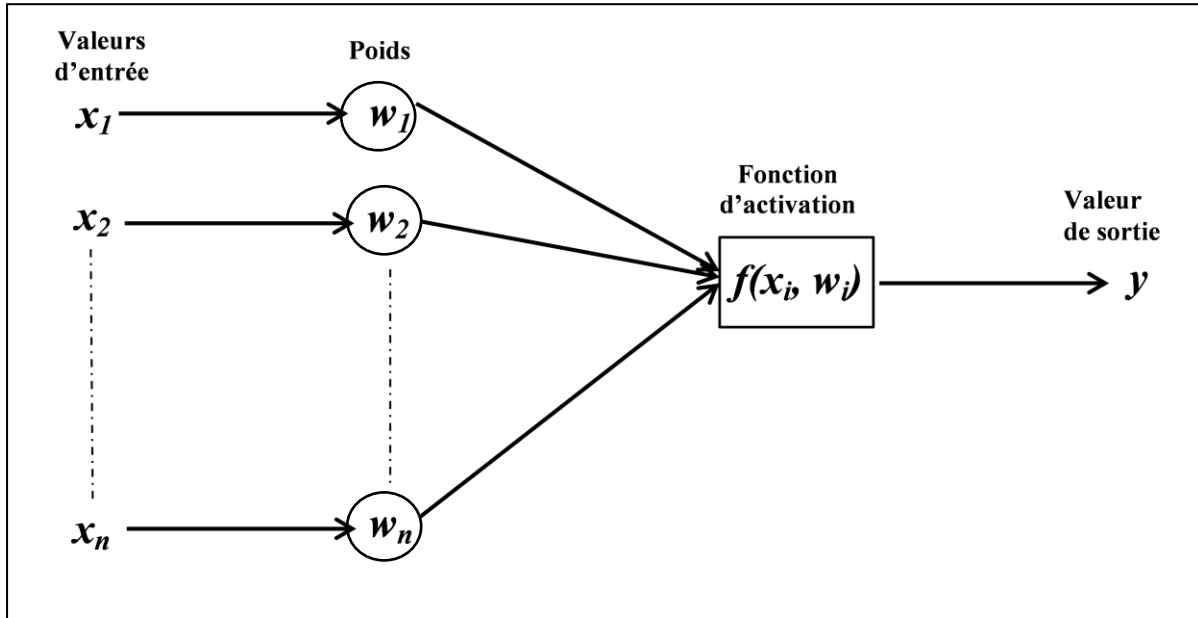 Valeurs
d'entrée
Poids
x₁
w₁
x₂
w₂
Fonction
d'activation
f(xᵢ, wᵢ)
Valeur
de sortie
y
xₙ
wₙ